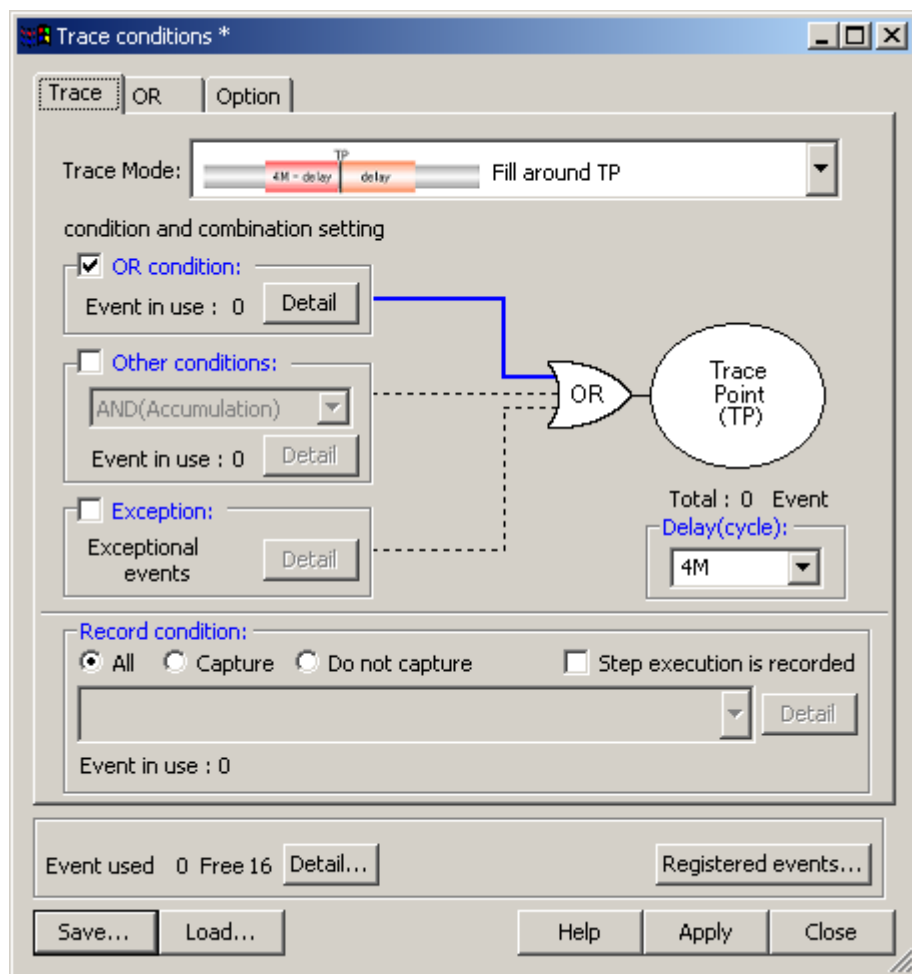 Trace conditions *
Trace OR Option
Trace Mode: TP 4M - delay delay Fill around TP
condition and combination setting
OR condition:
Event in use : 0 Detail
Other conditions:
AND(Accumulation)
Event in use : 0 Detail
Exception:
Exceptional
events Detail
OR
Trace
Point
(TP)
Total : 0 Event
Delay(cycle):
4M
Record condition:
All Capture Do not capture Step execution is recorded
Detail
Event in use : 0
Event used 0 Free 16 Detail... Registered events...
Save... Load... Help Apply Close